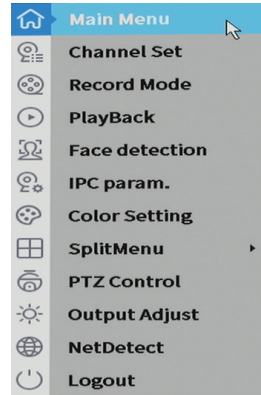 Main Menu
Channel Set
Record Mode
PlayBack
Face detection
IPC param.
Color Setting
SplitMenu
PTZ Control
Output Adjust
NetDetect
Logout